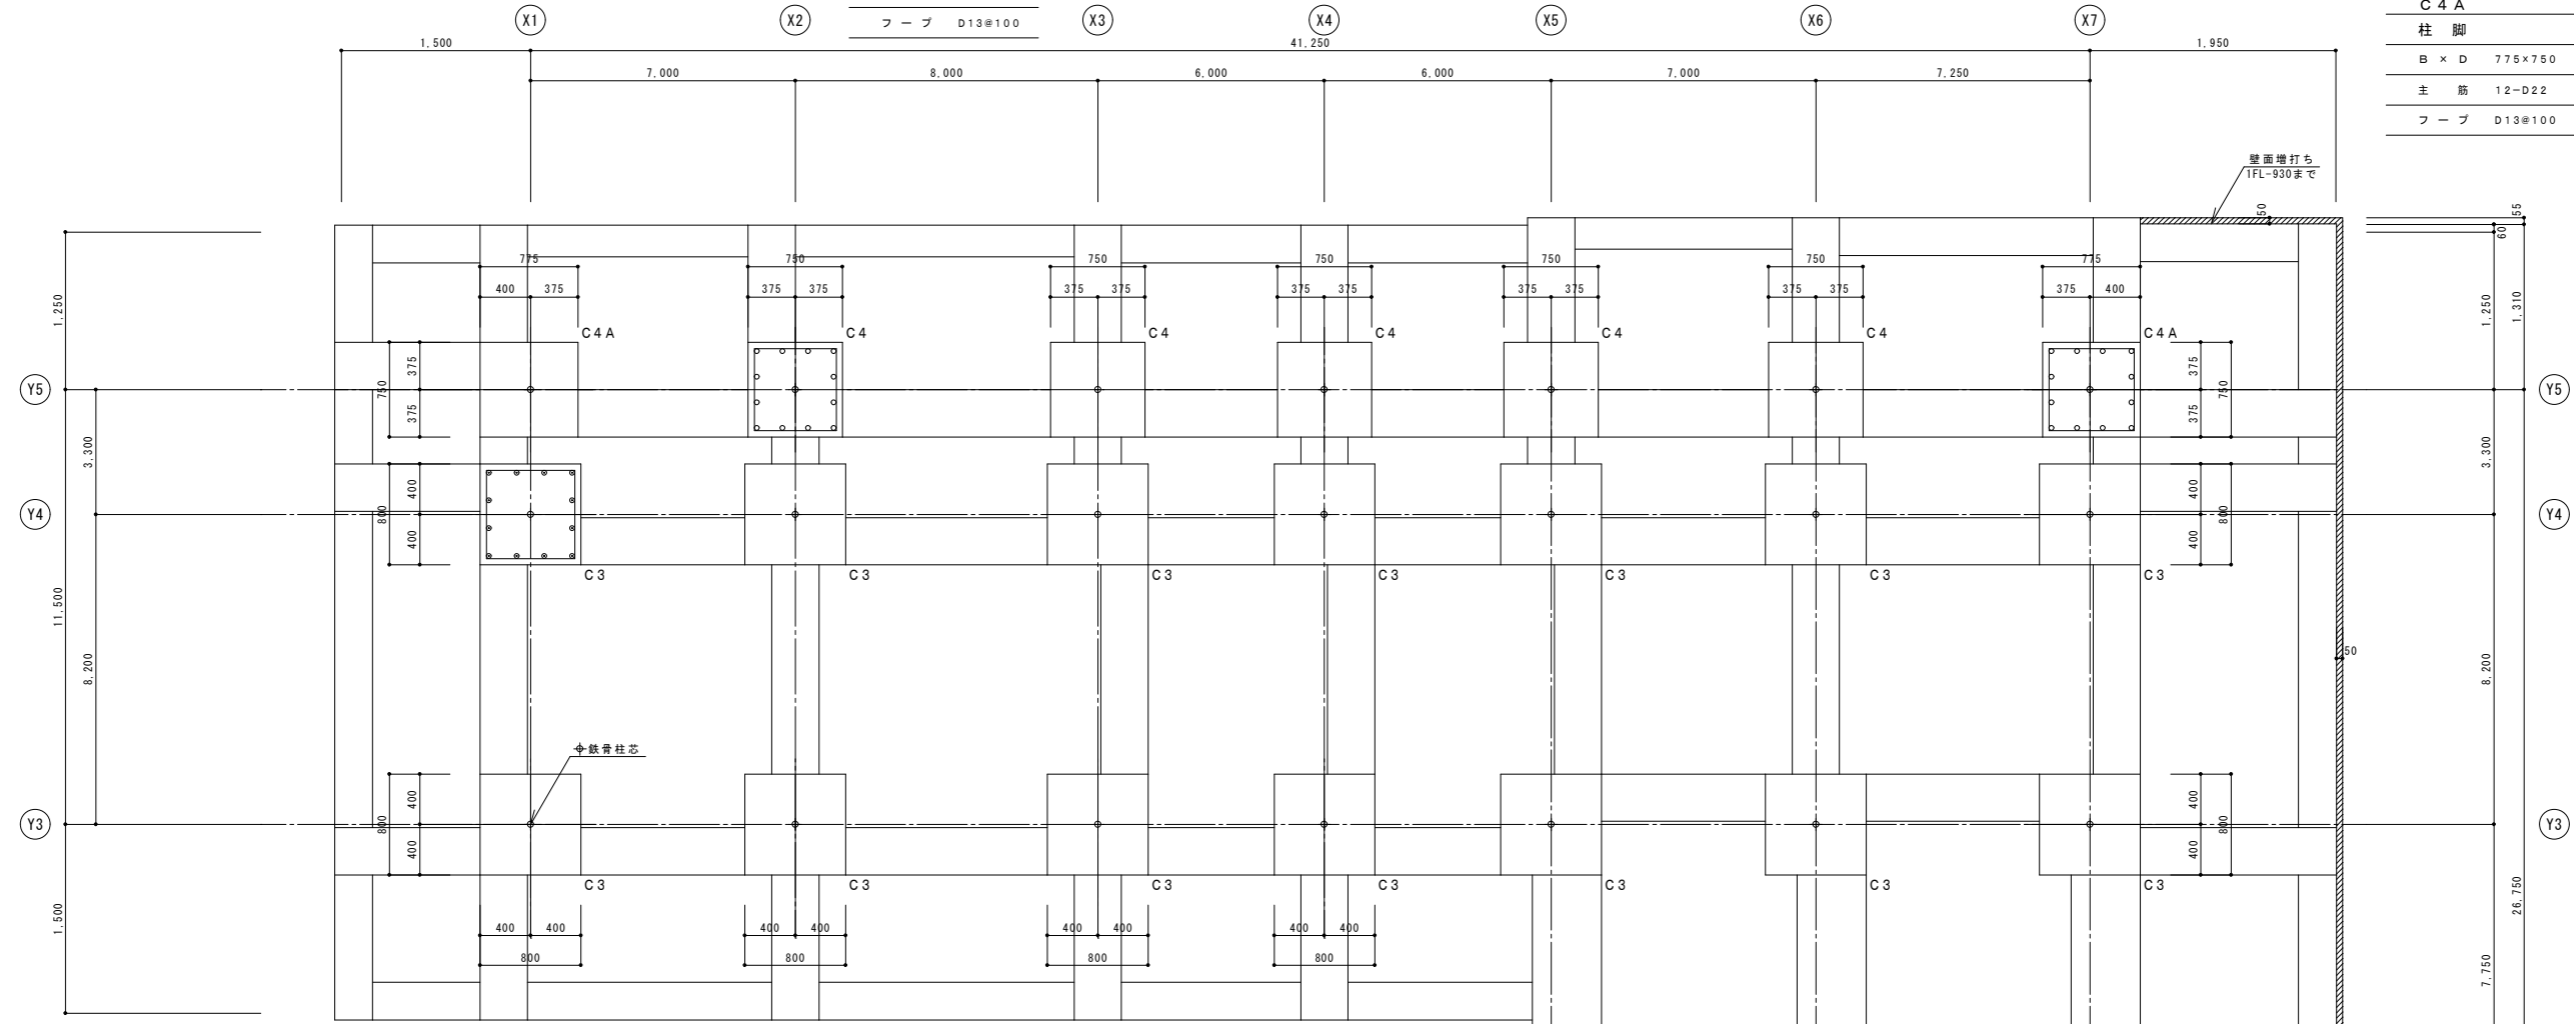 X1
X2
フープ D13@100
X3
X4
X5
X6
X7
C4A
柱脚
B×D 775×750
主筋 12-D22
フープ D13@100
1,500
41,250
1,950
7,000
8,000
6,000
6,000
7,000
7,250
壁面増打ち
1FL-930まで
50
55
60
775
750
750
750
750
750
775
400 375
375 375
375 375
375 375
375 375
375 375
375 400
1,250
1,250
1,310
C4A
C4
C4
C4
C4
C4
C4A
Y5
750
375
375
375
375
750
Y5
3,300
3,300
Y4
800
400
400
400
400
800
Y4
C3
C3
C3
C3
C3
C3
C3
11,500
8,200
50
8,200
鉄骨柱芯
Y3
800
400
400
400
400
800
Y3
C3
C3
C3
C3
C3
C3
C3
1,500
26,750
7,750
400 400
400 400
400 400
400 400
800
800
800
800